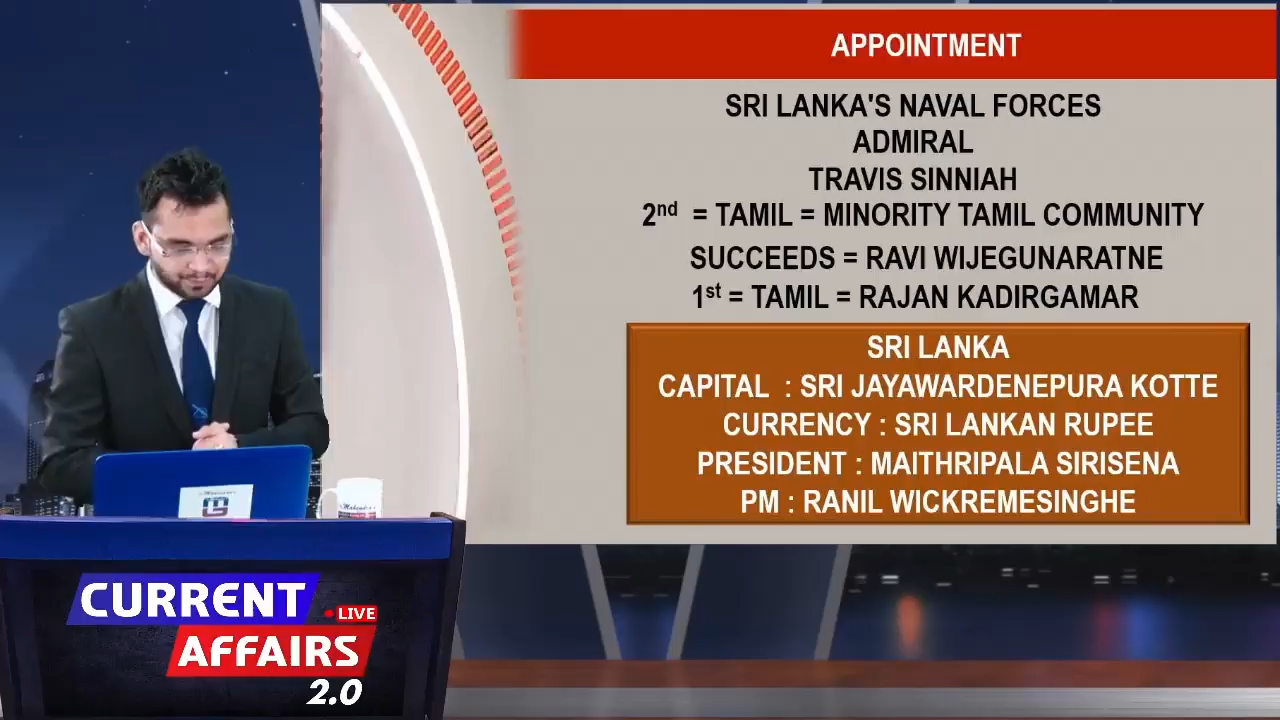 APPOINTMENT
SRI LANKA'S NAVAL FORCES
ADMIRAL
TRAVIS SINNIAH
2nd = TAMIL = MINORITY TAMIL COMMUNITY
SUCCEEDS = RAVI WIJEGUNARATNE
1st = TAMIL = RAJAN KADIRGAMAR
SRI LANKA
CAPITAL : SRI JAYAWARDENEPURA KOTTE
CURRENCY : SRI LANKAN RUPEE
PRESIDENT : MAITHRIPALA SIRISENA
PM : RANIL WICKREMESINGHE
CURRENT
• LIVE
AFFAIRS
2.0